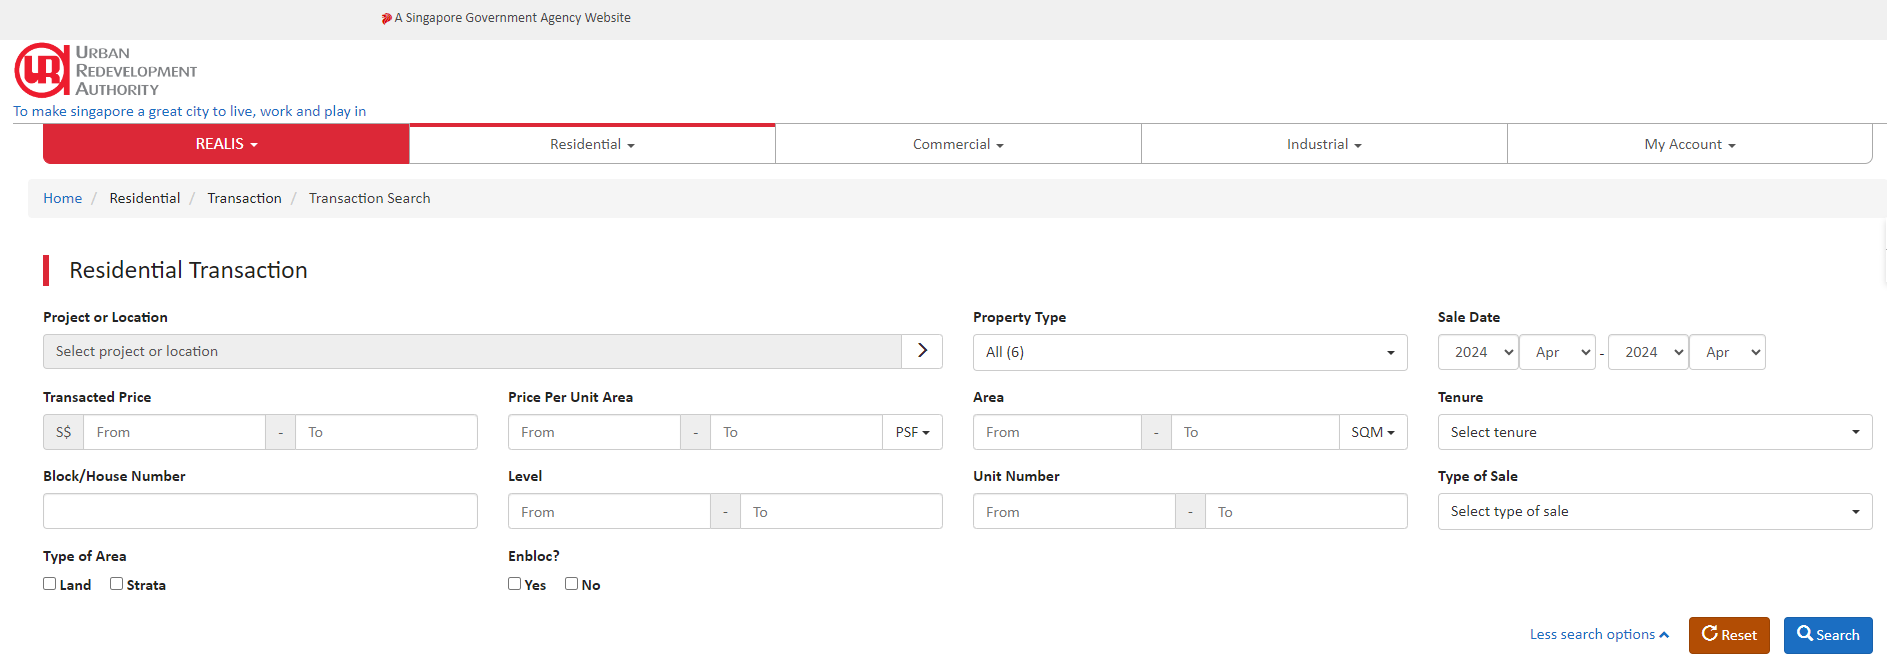 A Singapore Government Agency Website
URBAN
REDEVELOPMENT
AUTHORITY
To make singapore a great city to live, work and play in
REALIS Residential Commercial Industrial My Account
Home / Residential / Transaction / Transaction Search
Residential Transaction
Project or Location Property Type Sale Date
Select project or location All (6) 2024 Apr - 2024 Apr
Transacted Price Price Per Unit Area Area Tenure
S$ From - To From - To PSF From - To SQM Select tenure
Block/House Number Level Unit Number Type of Sale
From - To From - To Select type of sale
Type of Area Enbloc?
Land Strata Yes No
Less search options Reset Search